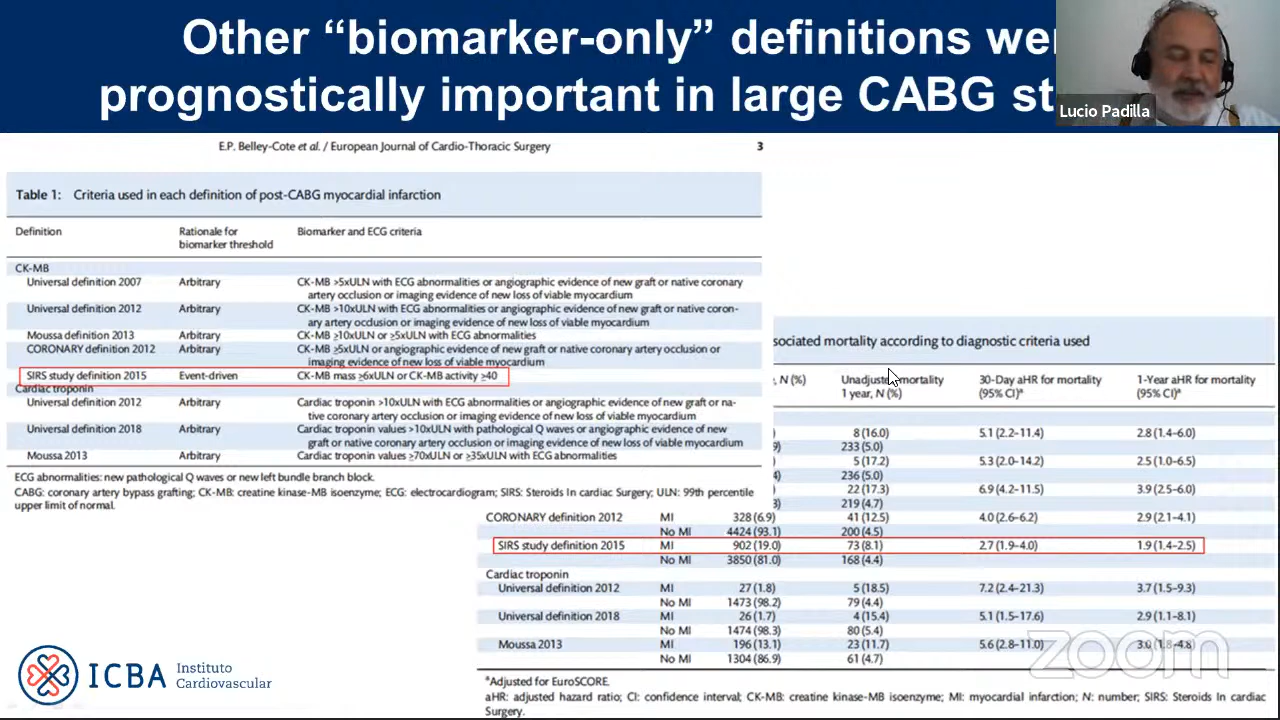 Other “biomarker-only” definitions
prognostically important in large CABG
Lucio Padilla
E.P. Belley-Cote et al. / European Journal of Cardio-Thoracic Surgery
3
Table 1: Criteria used in each definition of post-CABG myocardial infarction
Definition Rationale for biomarker threshold Biomarker and ECG criteria
CK-MB
Universal definition 2007 Arbitrary CK-MB >5xULN with ECG abnormalities or angiographic evidence of new graft or native coronary
artery occlusion or imaging evidence of new loss of viable myocardium
Universal definition 2012 Arbitrary CK-MB >10xULN with ECG abnormalities or angiographic evidence of new graft or native coron-
ary artery occlusion or imaging evidence of new loss of viable myocardium
Moussa definition 2013 Arbitrary CK-MB ≥10xULN or ≥5xULN with ECG abnormalities
CORONARY definition 2012 Arbitrary CK-MB ≥5xULN or angiographic evidence of new graft or native coronary artery occlusion or
imaging evidence of new loss of viable myocardium
SIRS study definition 2015 Event-driven CK-MB mass ≥6xULN or CK-MB activity ≥40
Cardiac troponin
Universal definition 2012 Arbitrary Cardiac troponin >10xULN with ECG abnormalities or angiographic evidence of new graft or na-
tive coronary artery occlusion or imaging evidence of new loss of viable myocardium
Universal definition 2018 Arbitrary Cardiac troponin values >10xULN with pathological Q waves or angiographic evidence of new
graft or native coronary artery occlusion or imaging evidence of new loss of viable myocardium
Moussa 2013 Arbitrary Cardiac troponin values ≥70xULN or ≥35xULN with ECG abnormalities
ECG abnormalities: new pathological Q waves or new left bundle branch block.
CABG: coronary artery bypass grafting; CK-MB: creatine kinase-MB isoenzyme; ECG: electrocardiogram; SIRS: Steroids In cardiac Surgery; ULN: 99th percentile
upper limit of normal.
mortality according to diagnostic criteria used
N (%) Unadjusted mortality 30-Day aHR for mortality 1-Year aHR for mortality
1 year, N (%) (95% CI)a (95% CI)a
8 (16.0) 5.1 (2.2–11.4) 2.8 (1.4–6.0)
233 (5.0)
5 (17.2) 5.3 (2.0–14.2) 2.5 (1.0–6.5)
236 (5.0)
22 (17.3) 6.9 (4.2–11.5) 3.9 (2.5–6.0)
219 (4.7)
CORONARY definition 2012 MI 328 (6.9) 41 (12.5) 4.0 (2.6–6.2) 2.9 (2.1–4.1)
No MI 4424 (93.1) 200 (4.5)
SIRS study definition 2015 MI 902 (19.0) 73 (8.1) 2.7 (1.9–4.0) 1.9 (1.4–2.5)
No MI 3850 (81.0) 168 (4.4)
Cardiac troponin
Universal definition 2012 MI 27 (1.8) 5 (18.5) 7.2 (2.4–21.3) 3.7 (1.5–9.3)
No MI 1473 (98.2) 79 (4.4)
Universal definition 2018 MI 26 (1.7) 4 (15.4) 5.1 (1.5–17.6) 2.9 (1.1–8.1)
No MI 1474 (98.3) 80 (5.4)
Moussa 2013 MI 196 (13.1) 23 (11.7) 5.6 (2.8–11.0) 3.0 (1.8–4.8)
No MI 1304 (86.9) 61 (4.7)
aAdjusted for EuroSCORE.
aHR: adjusted hazard ratio; CI: confidence interval; CK-MB: creatine kinase-MB isoenzyme; MI: myocardial infarction; N: number; SIRS: Steroids In cardiac
Surgery.
ICBA Instituto
Cardiovascular
zoom